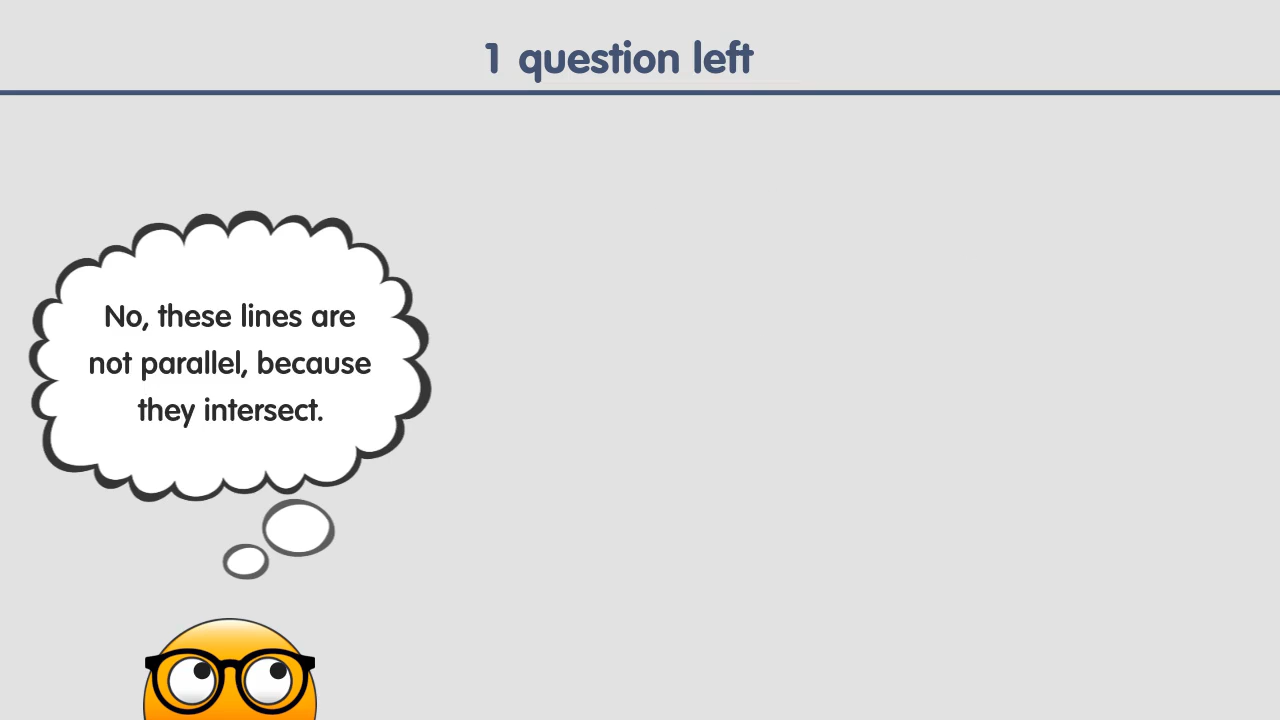 1 question left
No, these lines are
not parallel, because
they intersect.